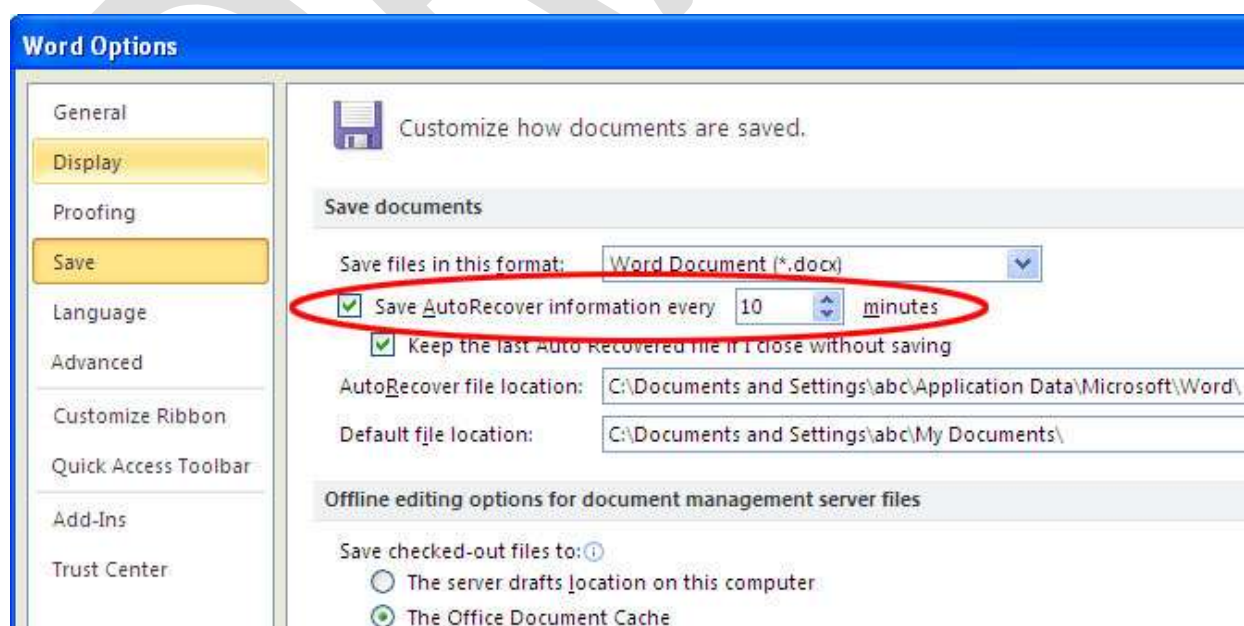 Word Options
General
Display
Proofing
Save
Language
Advanced
Customize Ribbon
Quick Access Toolbar
Add-Ins
Trust Center
Customize how documents are saved.
Save documents
Save files in this format: Word Document (*.docx)
Save AutoRecover information every 10 minutes
Keep the last Auto Recovered file if I close without saving
AutoRecover file location: C:\Documents and Settings\abc\Application Data\Microsoft\Word\
Default file location: C:\Documents and Settings\abc\My Documents\
Offline editing options for document management server files
Save checked-out files to:
The server drafts location on this computer
The Office Document Cache